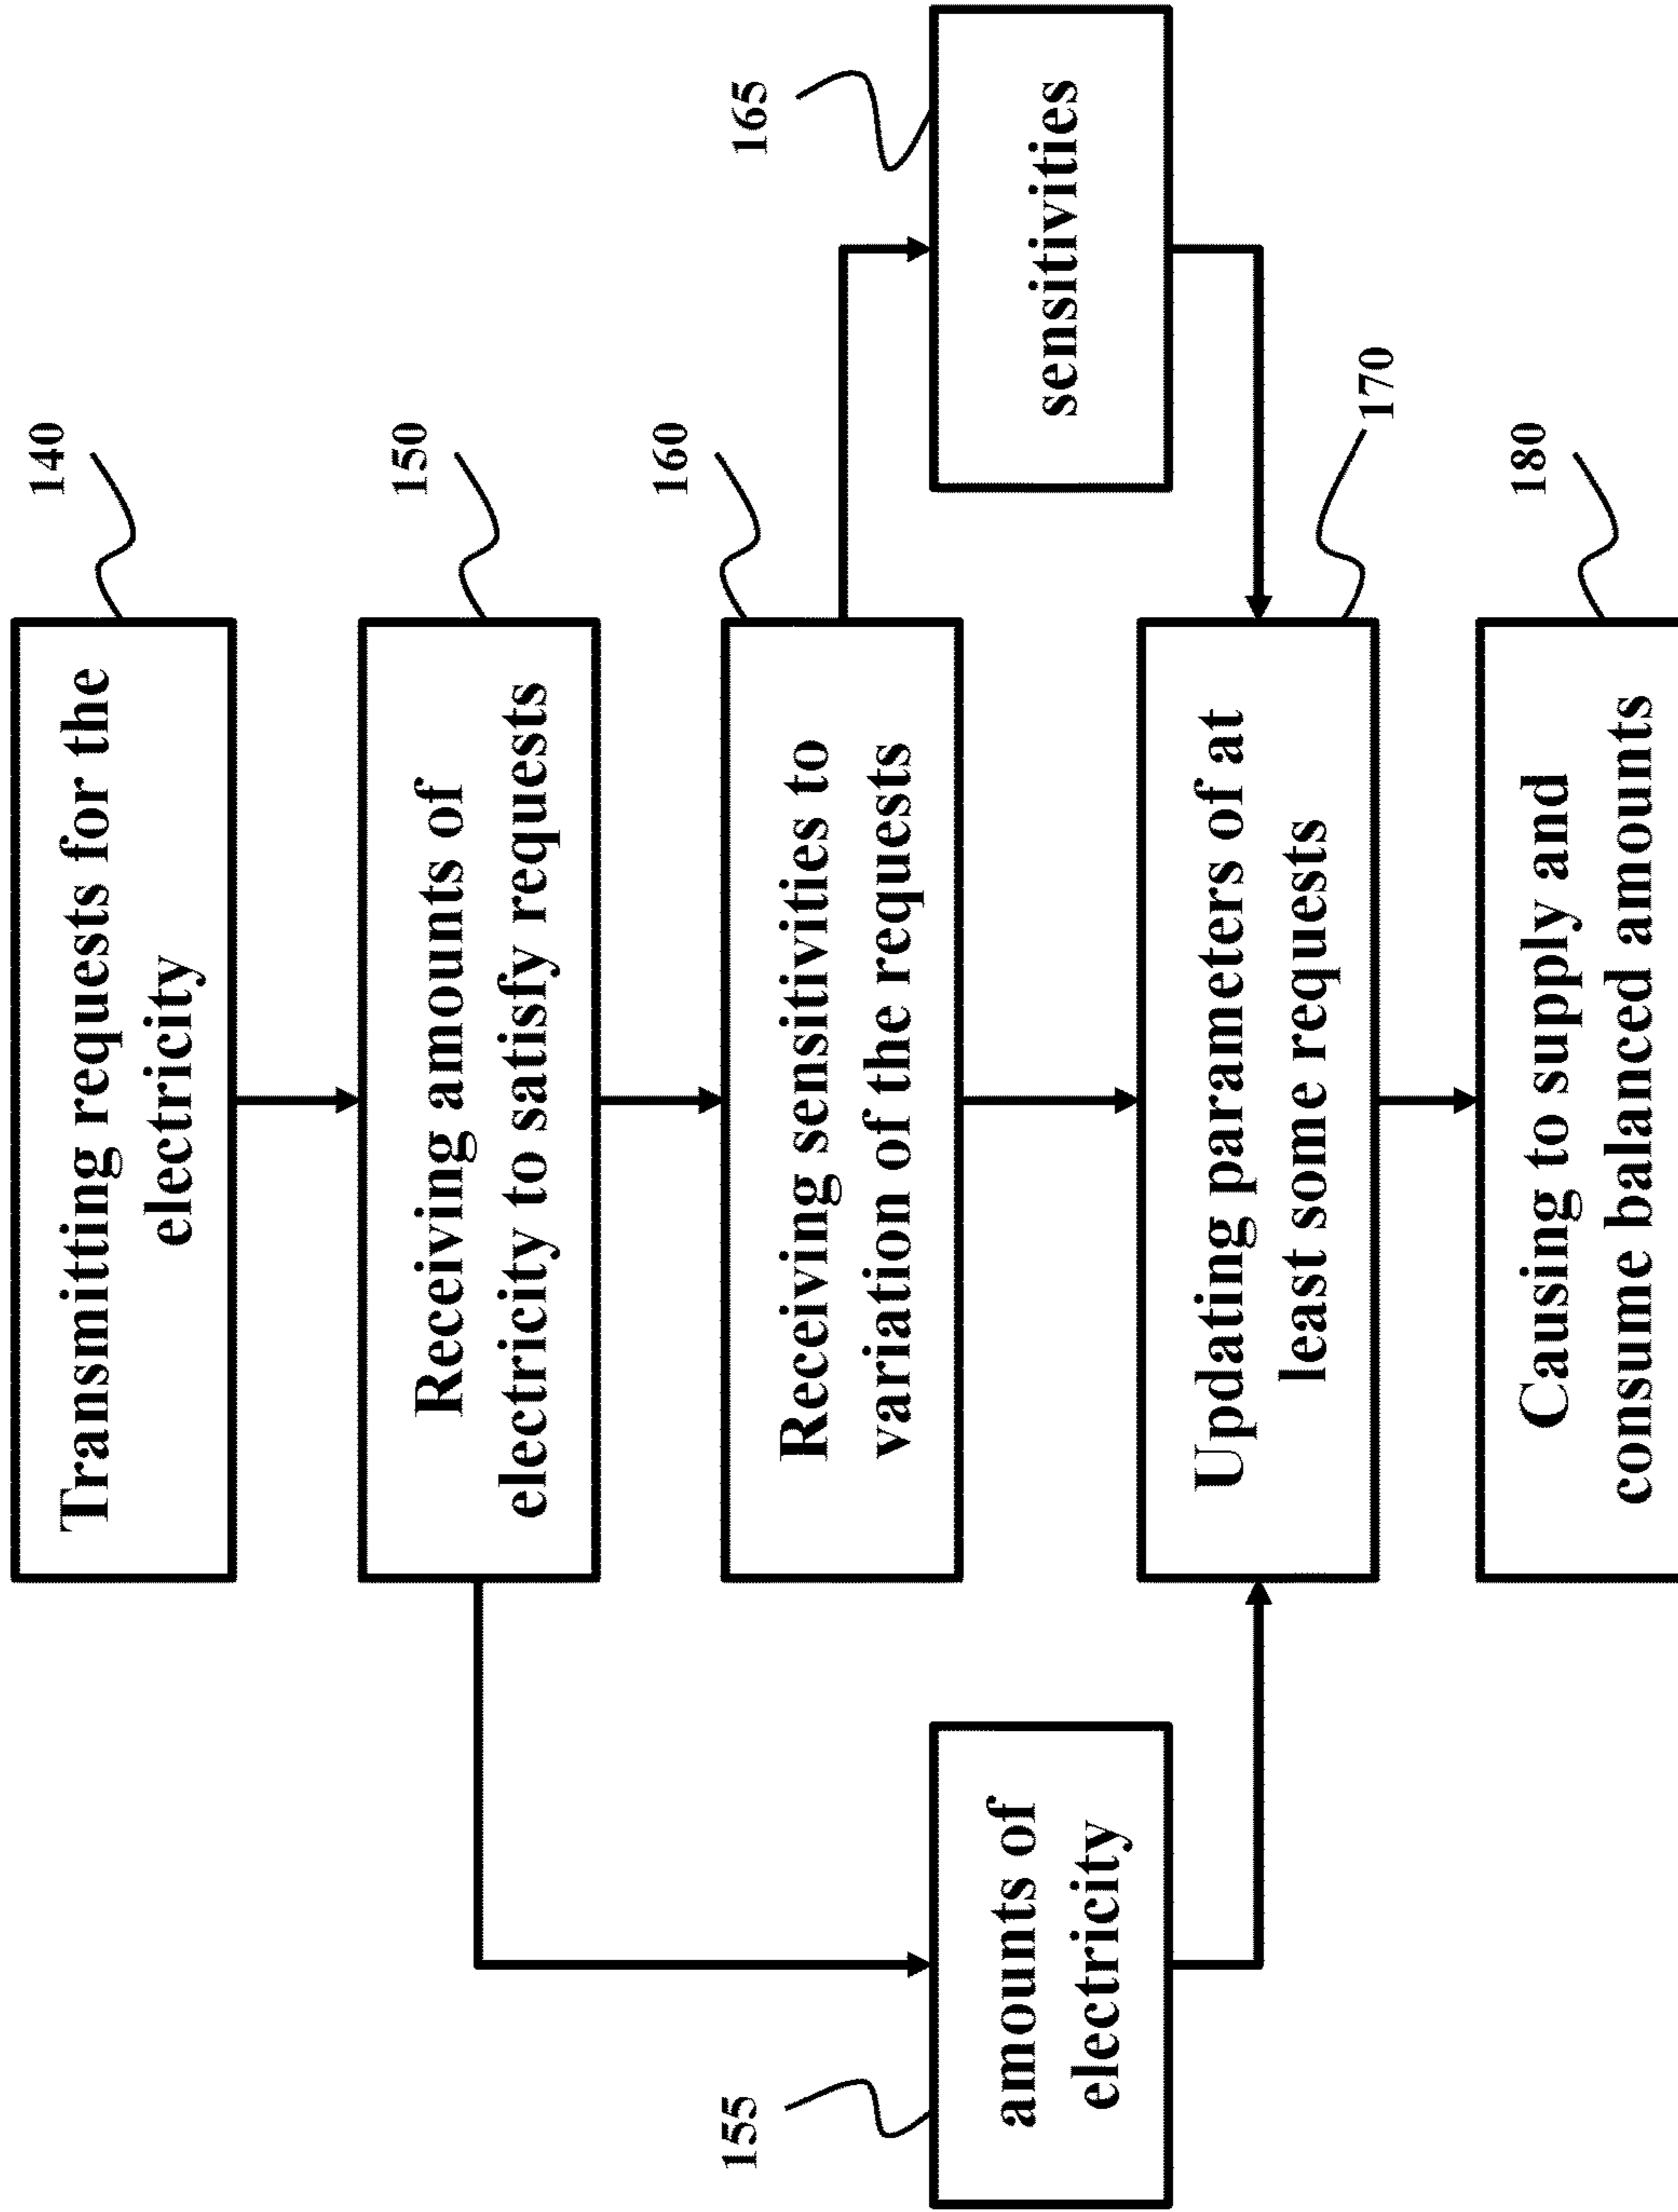 Transmitting requests for the
electricity
140
Receiving amounts of
electricity to satisfy requests
150
Receiving sensitivities to
variation of the requests
160
155
amounts of
electricity
165
sensitivities
Updating parameters of at
least some requests
170
Causing to supply and
consume balanced amounts
180